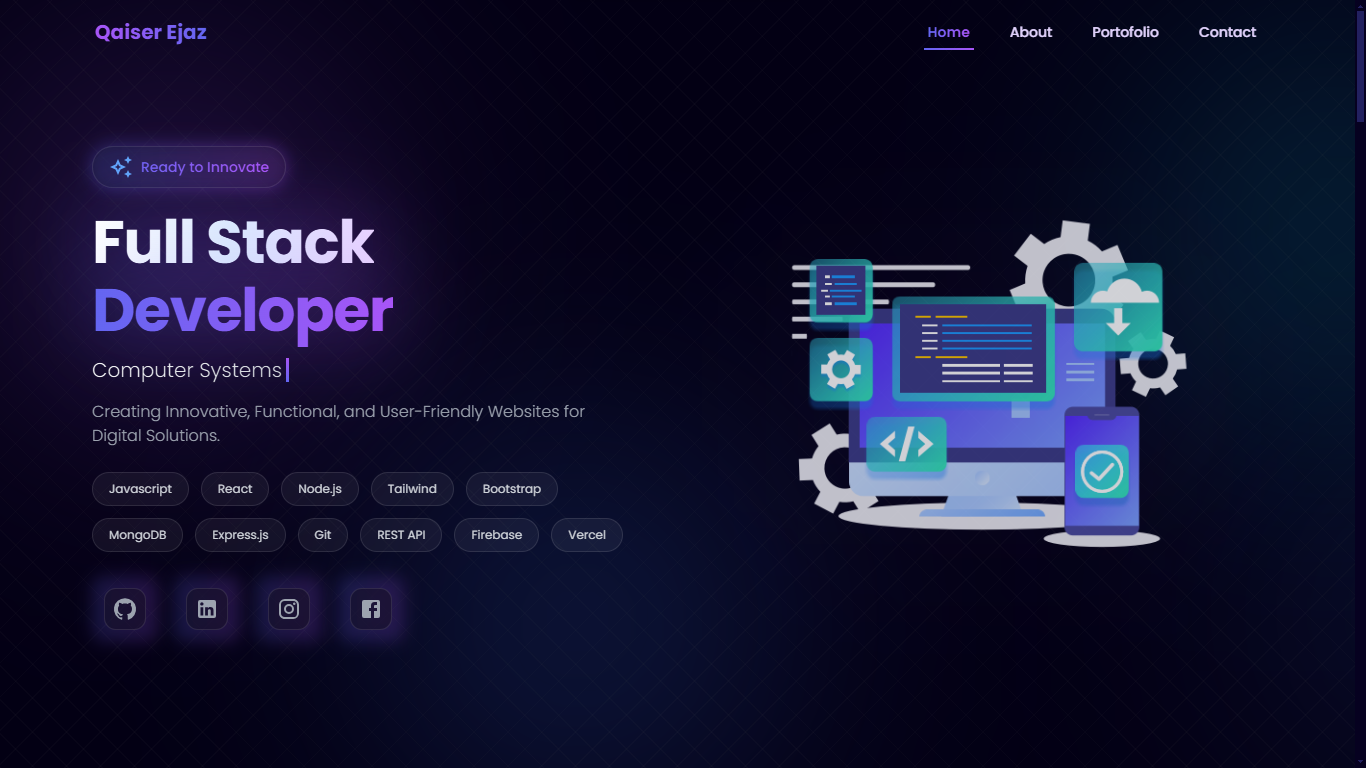 Qaiser Ejaz
Home About Portofolio Contact
Ready to Innovate
Full Stack
Developer
Computer Systems
Creating Innovative, Functional, and User-Friendly Websites for
Digital Solutions.
Javascript React Node.js Tailwind Bootstrap
MongoDB Express.js Git REST API Firebase Vercel